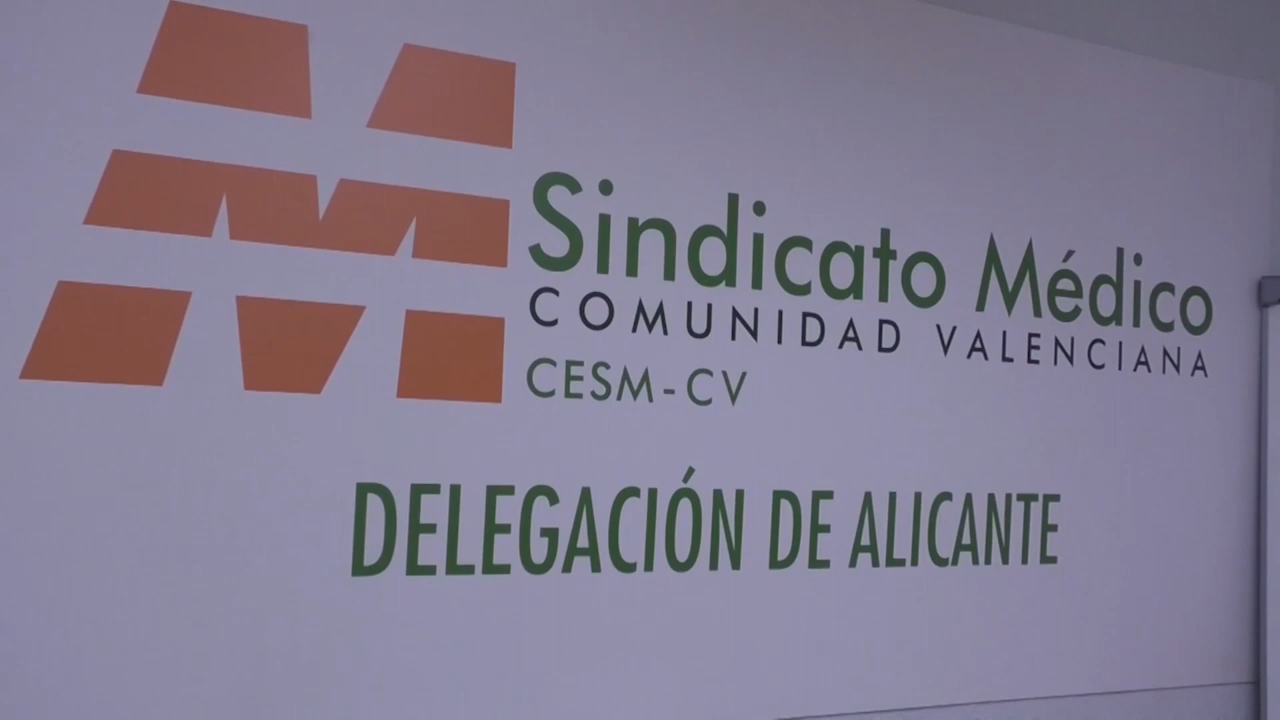 Sindicato Médico
COMUNIDAD VALENCIANA
CESM-CV
DELEGACIÓN DE ALICANTE